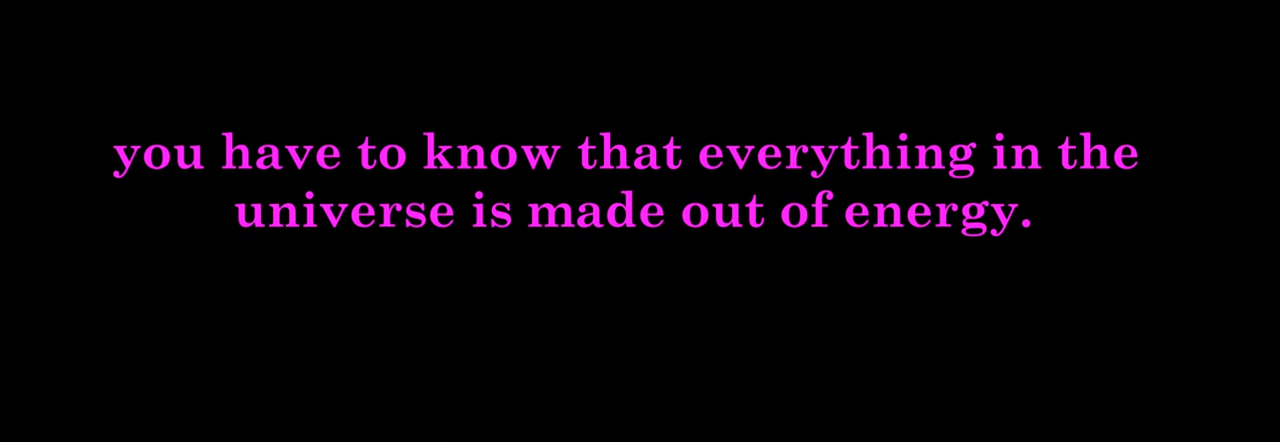 you have to know that everything in the
universe is made out of energy.